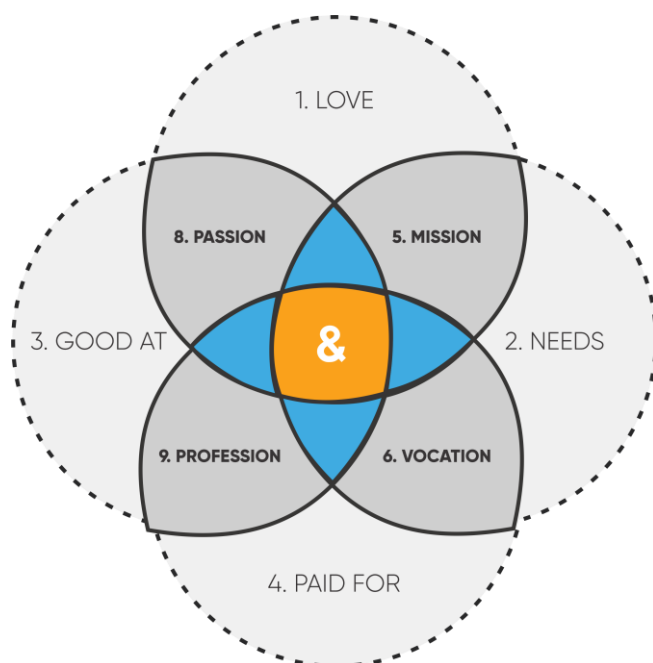 1. LOVE
8. PASSION
5. MISSION
3. GOOD AT
&
2. NEEDS
9. PROFESSION
6. VOCATION
4. PAID FOR